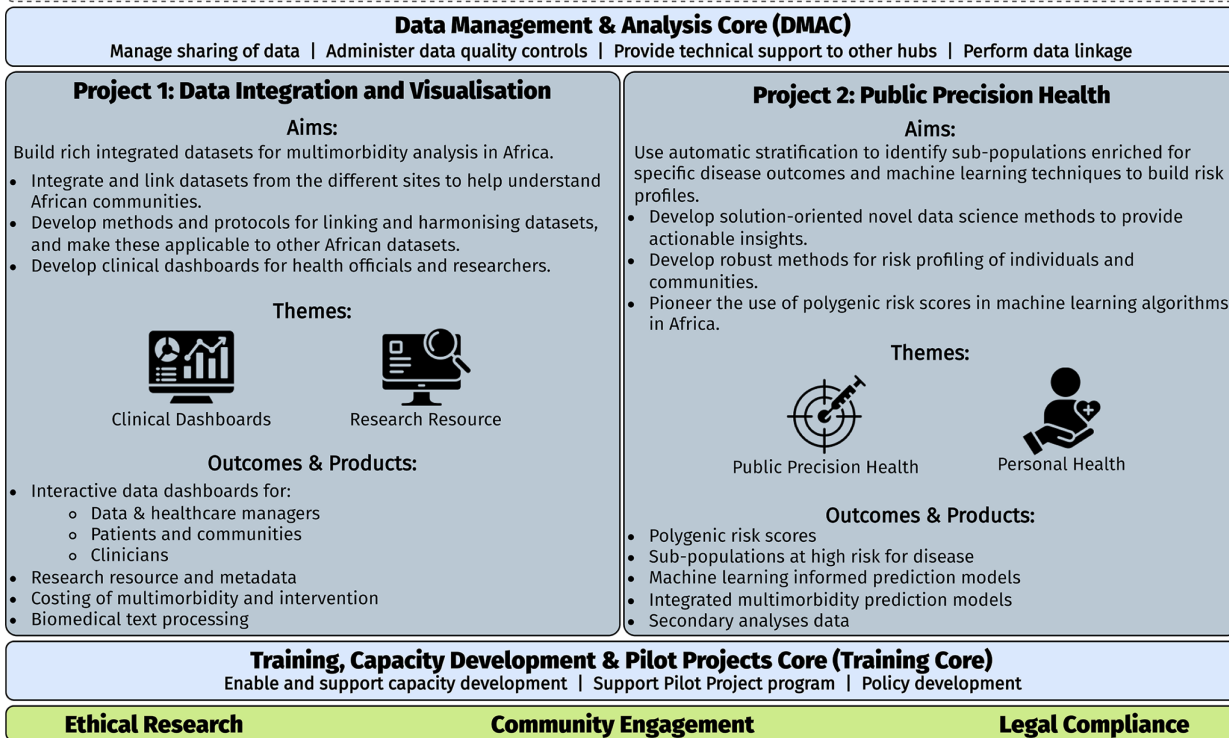 Data Management & Analysis Core (DMAC)
Manage sharing of data | Administer data quality controls | Provide technical support to other hubs | Perform data linkage
Project 1: Data Integration and Visualisation
Aims:
Build rich integrated datasets for multimorbidity analysis in Africa.
• Integrate and link datasets from the different sites to help understand
African communities.
• Develop methods and protocols for linking and harmonising datasets,
and make these applicable to other African datasets.
• Develop clinical dashboards for health officials and researchers.
Themes:
Clinical Dashboards
Research Resource
Outcomes & Products:
• Interactive data dashboards for:
◦ Data & healthcare managers
◦ Patients and communities
◦ Clinicians
• Research resource and metadata
• Costing of multimorbidity and intervention
• Biomedical text processing
Project 2: Public Precision Health
Aims:
Use automatic stratification to identify sub-populations enriched for
specific disease outcomes and machine learning techniques to build risk
profiles.
• Develop solution-oriented novel data science methods to provide
actionable insights.
• Develop robust methods for risk profiling of individuals and
communities.
• Pioneer the use of polygenic risk scores in machine learning algorithms
in Africa.
Themes:
Public Precision Health
Personal Health
Outcomes & Products:
• Polygenic risk scores
• Sub-populations at high risk for disease
• Machine learning informed prediction models
• Integrated multimorbidity prediction models
• Secondary analyses data
Training, Capacity Development & Pilot Projects Core (Training Core)
Enable and support capacity development | Support Pilot Project program | Policy development
Ethical Research
Community Engagement
Legal Compliance